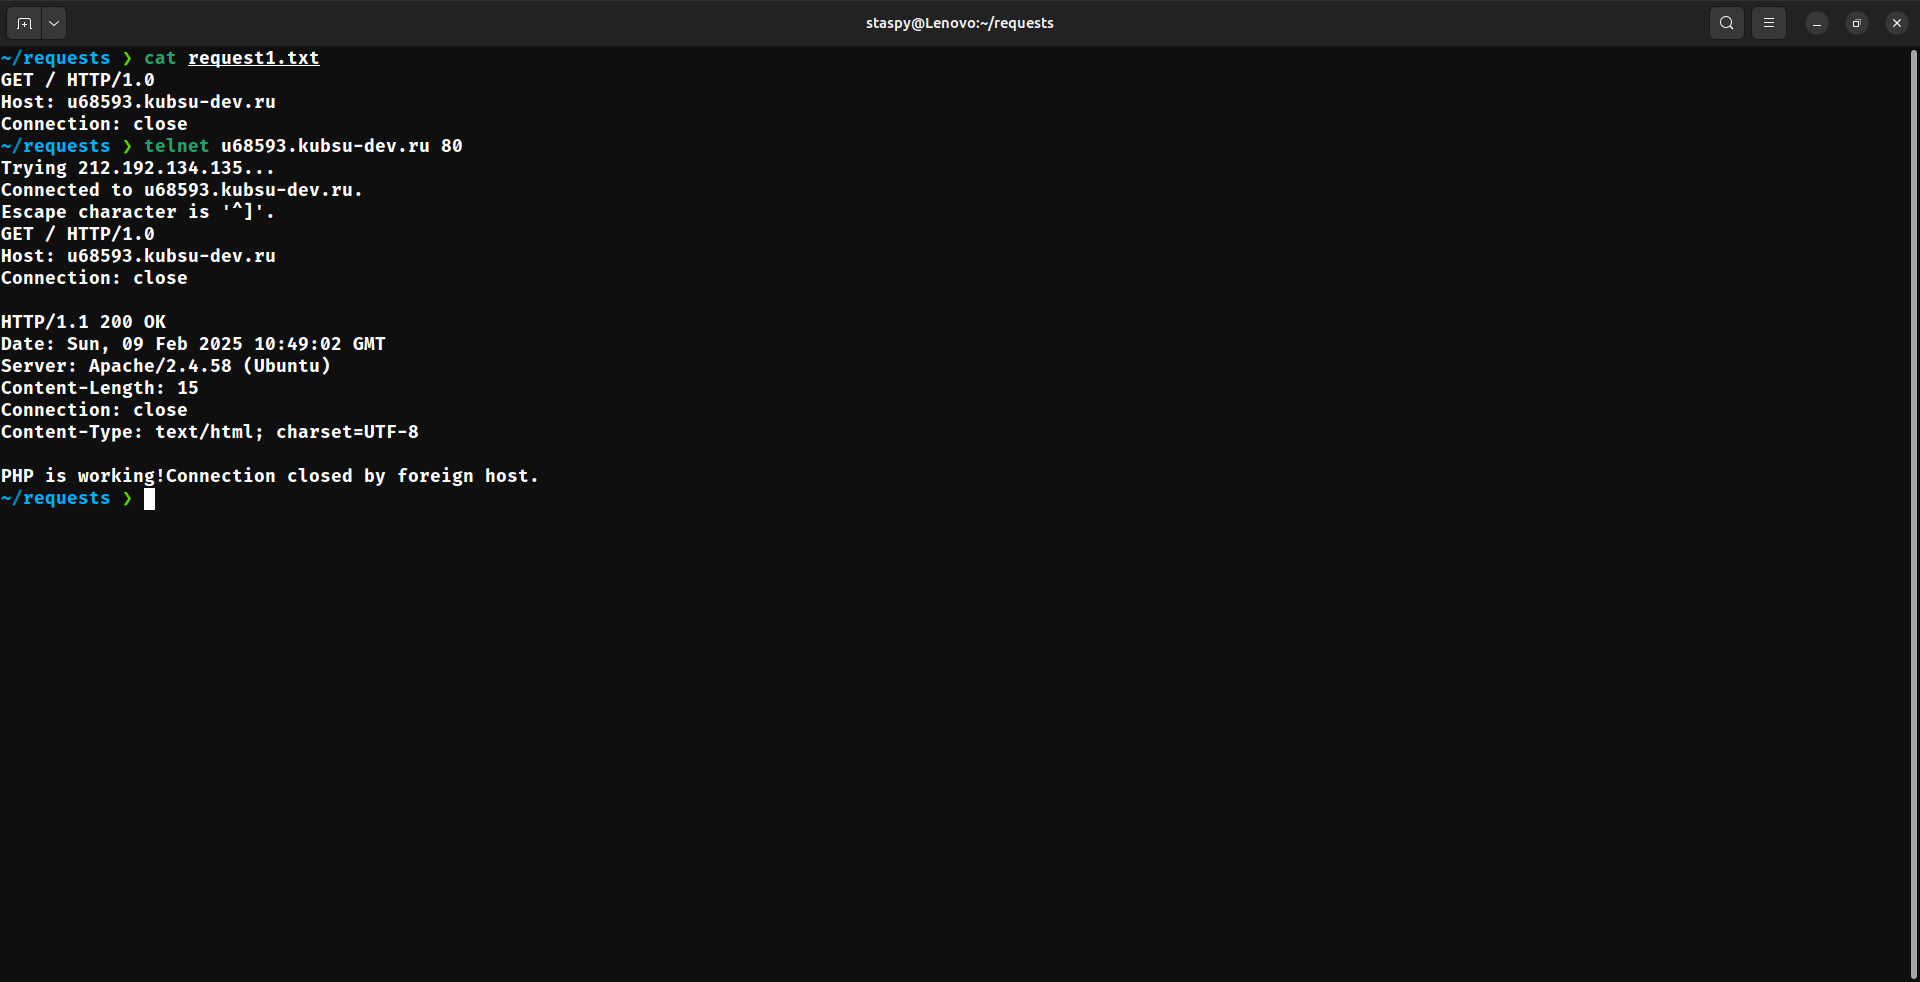 staspy@Lenovo:~/requests
~/requests ❯ cat request1.txt
GET / HTTP/1.0
Host: u68593.kubsu-dev.ru
Connection: close
~/requests ❯ telnet u68593.kubsu-dev.ru 80
Trying 212.192.134.135...
Connected to u68593.kubsu-dev.ru.
Escape character is '^]'.
GET / HTTP/1.0
Host: u68593.kubsu-dev.ru
Connection: close

HTTP/1.1 200 OK
Date: Sun, 09 Feb 2025 10:49:02 GMT
Server: Apache/2.4.58 (Ubuntu)
Content-Length: 15
Connection: close
Content-Type: text/html; charset=UTF-8

PHP is working!Connection closed by foreign host.
~/requests ❯